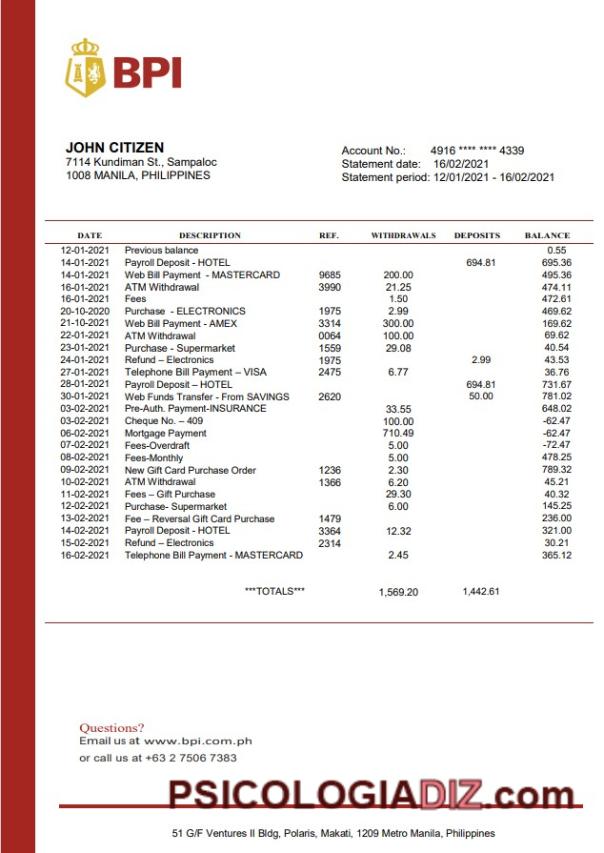 BPI
JOHN CITIZEN
7114 Kundiman St., Sampaloc
1008 MANILA, PHILIPPINES
Account No.: 4916 **** **** 4339
Statement date: 16/02/2021
Statement period: 12/01/2021 - 16/02/2021
DATE DESCRIPTION REF. WITHDRAWALS DEPOSITS BALANCE
12-01-2021 Previous balance 0.55
14-01-2021 Payroll Deposit - HOTEL 694.81 695.36
14-01-2021 Web Bill Payment - MASTERCARD 9685 200.00 495.36
16-01-2021 ATM Withdrawal 3990 21.25 474.11
16-01-2021 Fees 1.50 472.61
20-10-2020 Purchase - ELECTRONICS 1975 2.99 469.62
21-10-2021 Web Bill Payment - AMEX 3314 300.00 169.62
22-01-2021 ATM Withdrawal 0064 100.00 69.62
23-01-2021 Purchase - Supermarket 1559 29.08 40.54
24-01-2021 Refund – Electronics 1975 2.99 43.53
27-01-2021 Telephone Bill Payment – VISA 2475 6.77 36.76
28-01-2021 Payroll Deposit – HOTEL 694.81 731.67
30-01-2021 Web Funds Transfer - From SAVINGS 2620 50.00 781.02
03-02-2021 Pre-Auth. Payment-INSURANCE 33.55 648.02
03-02-2021 Cheque No. – 409 100.00 -62.47
06-02-2021 Mortgage Payment 710.49 -62.47
07-02-2021 Fees-Overdraft 5.00 -72.47
08-02-2021 Fees-Monthly 5.00 478.25
09-02-2021 New Gift Card Purchase Order 1236 2.30 789.32
10-02-2021 ATM Withdrawal 1366 6.20 45.21
11-02-2021 Fees – Gift Purchase 29.30 40.32
12-02-2021 Purchase- Supermarket 6.00 145.25
13-02-2021 Fee – Reversal Gift Card Purchase 1479 236.00
14-02-2021 Payroll Deposit - HOTEL 3364 12.32 321.00
15-02-2021 Refund – Electronics 2314 30.21
16-02-2021 Telephone Bill Payment - MASTERCARD 2.45 365.12
***TOTALS*** 1,569.20 1,442.61
Questions?
Email us at www.bpi.com.ph
or call us at +63 2 7506 7383
PSICOLOGIADIZ.com
51 G/F Ventures II Bldg, Polaris, Makati, 1209 Metro Manila, Philippines